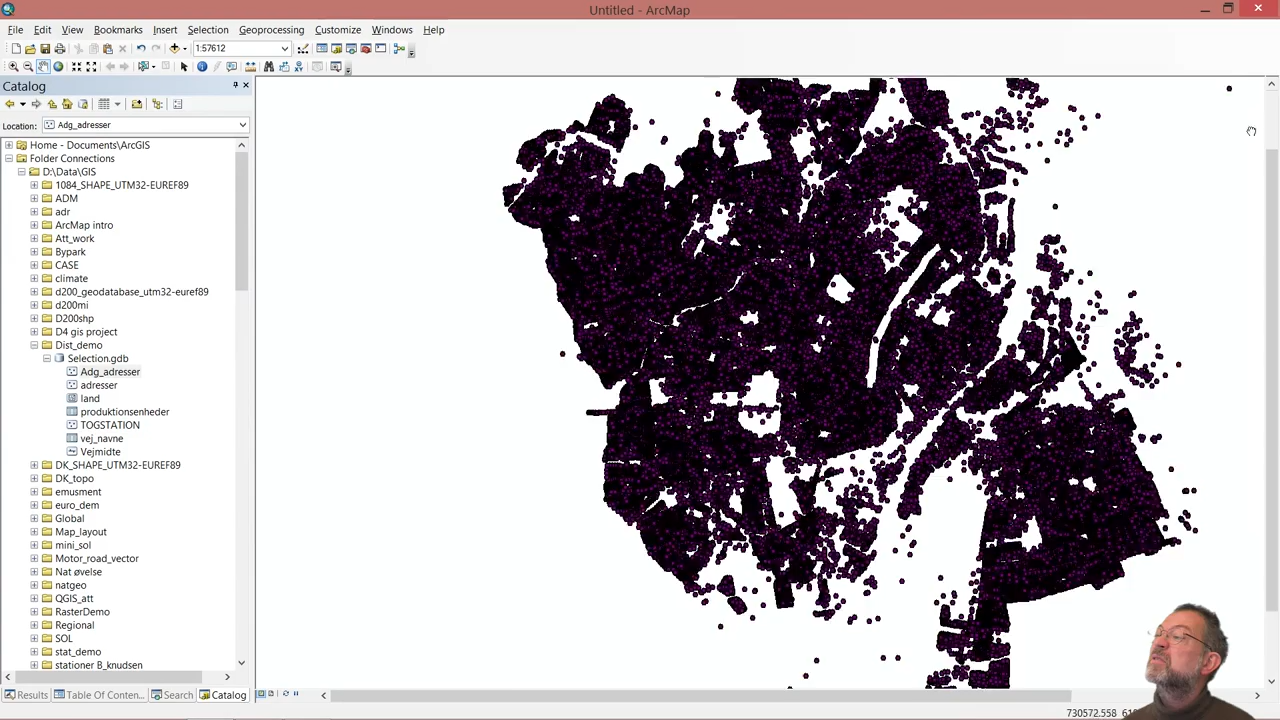 Untitled - ArcMap
File Edit View Bookmarks Insert Selection Geoprocessing Customize Windows Help
1:57612
Catalog
Location: Adg_adresser
Home - Documents\ArcGIS
Folder Connections
D:\Data\GIS
1084_SHAPE_UTM32-EUREF89
ADM
adr
ArcMap intro
Att_work
Bypark
CASE
climate
d200_geodatabase_utm32-euref89
d200mi
D200shp
D4 gis project
Dist_demo
Selection.gdb
Adg_adresser
adresser
land
produktionsenheder
TOGSTATION
vej_navne
Vejmidte
DK_SHAPE_UTM32-EUREF89
DK_topo
emusment
euro_dem
Global
Map_layout
mini_sol
Motor_road_vector
Nat øvelse
natgeo
QGIS_att
RasterDemo
Regional
SOL
stat_demo
stationer B_knudsen
Results Table Of Conten... Search Catalog
730572.558